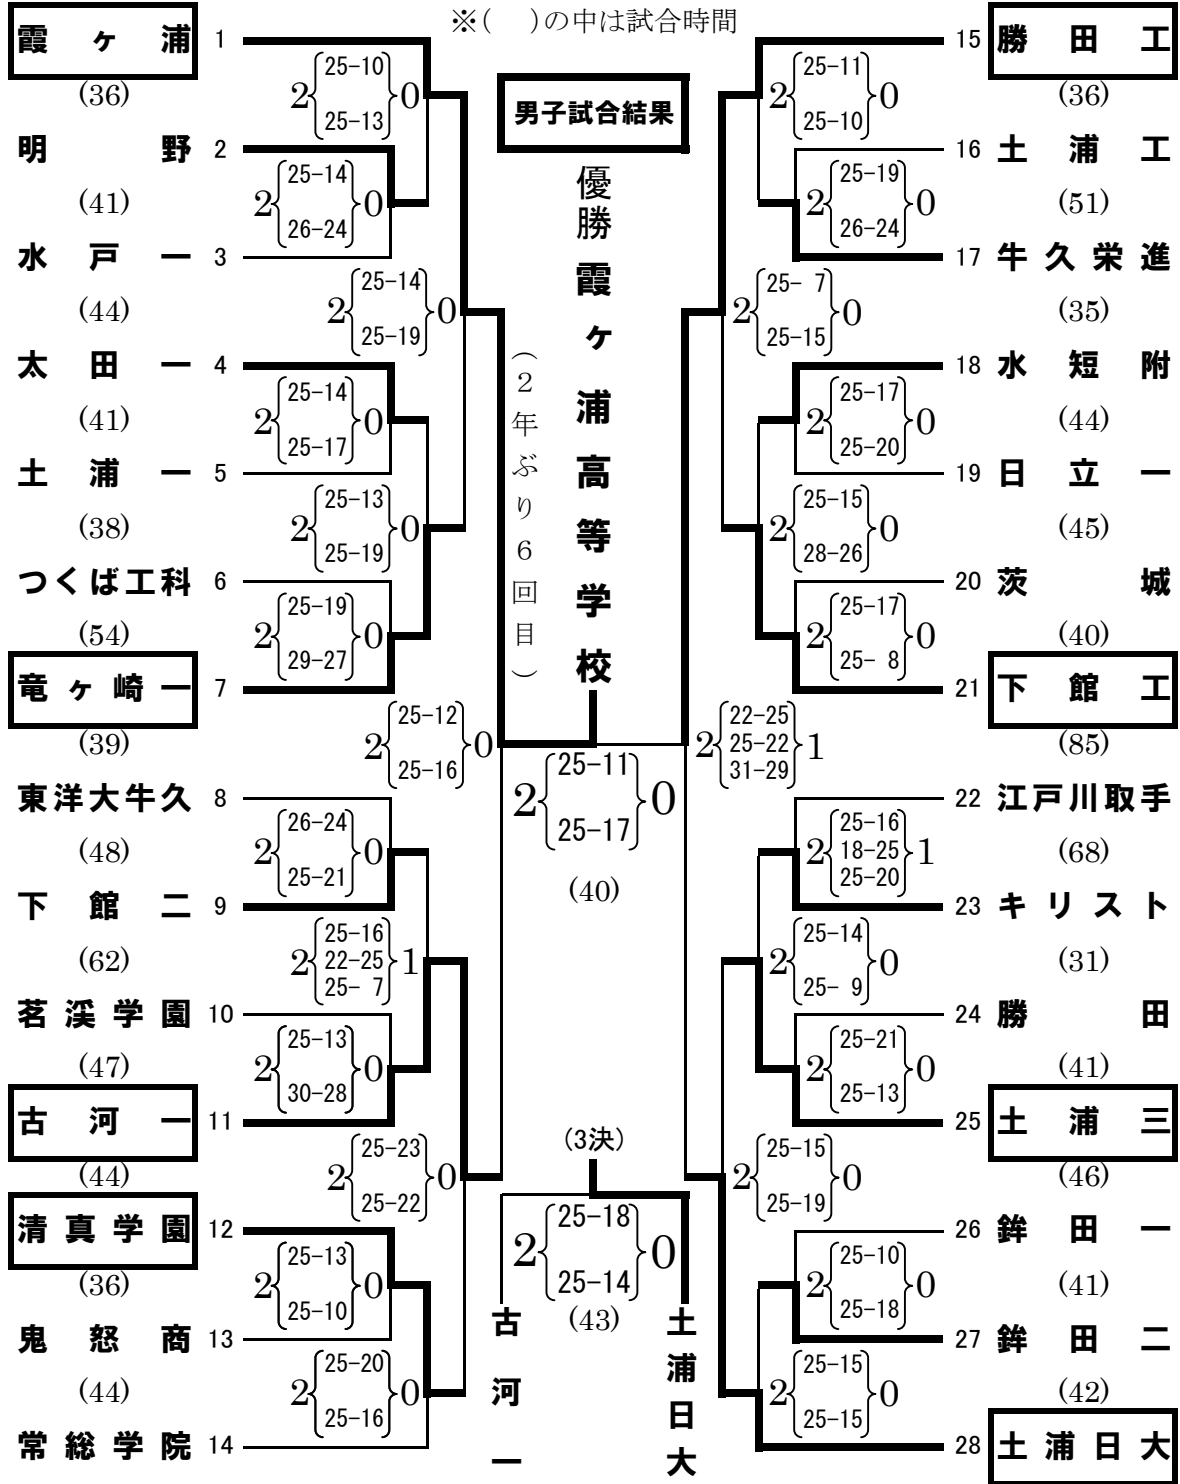 ※(　)の中は試合時間
男子試合結果
優勝 霞ヶ浦高等学校
(2年ぶり6回目)
霞ヶ浦 1
(36)
2 25-10 25-13 0
明野 2
2 25-14 26-24 0
(41)
水戸一 3
(44)
2 25-14 25-19 0
太田一 4
(41)
2 25-14 25-17 0
土浦一 5
(38)
2 25-13 25-19 0
つくば工科 6
(54)
2 25-19 29-27 0
竜ヶ崎一 7
(39)
2 25-12 25-16 0
東洋大牛久 8
(48)
2 26-24 25-21 0
下館二 9
(62)
2 25-16 22-25 25- 7 1
茗渓学園 10
(47)
2 25-13 30-28 0
古河一 11
(44)
2 25-23 25-22 0
清真学園 12
(36)
2 25-13 25-10 0
鬼怒商 13
(44)
2 25-20 25-16 0
常総学院 14
2 25-11 25-17 0
(40)
(3決)
2 25-18 25-14 0
(43)
古河一
土浦日大
15 勝田工
(36)
2 25-11 25-10 0
16 土浦工
(51)
2 25-19 26-24 0
17 牛久栄進
(35)
2 25- 7 25-15 0
18 水短附
(44)
2 25-17 25-20 0
19 日立一
(45)
2 25-15 28-26 0
20 茨城
(40)
2 25-17 25- 8 0
21 下館工
(85)
2 22-25 25-22 31-29 1
22 江戸川取手
(68)
2 25-16 18-25 25-20 1
23 キリスト
(31)
2 25-14 25- 9 0
24 勝田
(41)
2 25-21 25-13 0
25 土浦三
(46)
2 25-15 25-19 0
26 鉾田一
(41)
2 25-10 25-18 0
27 鉾田二
(42)
2 25-15 25-15 0
28 土浦日大